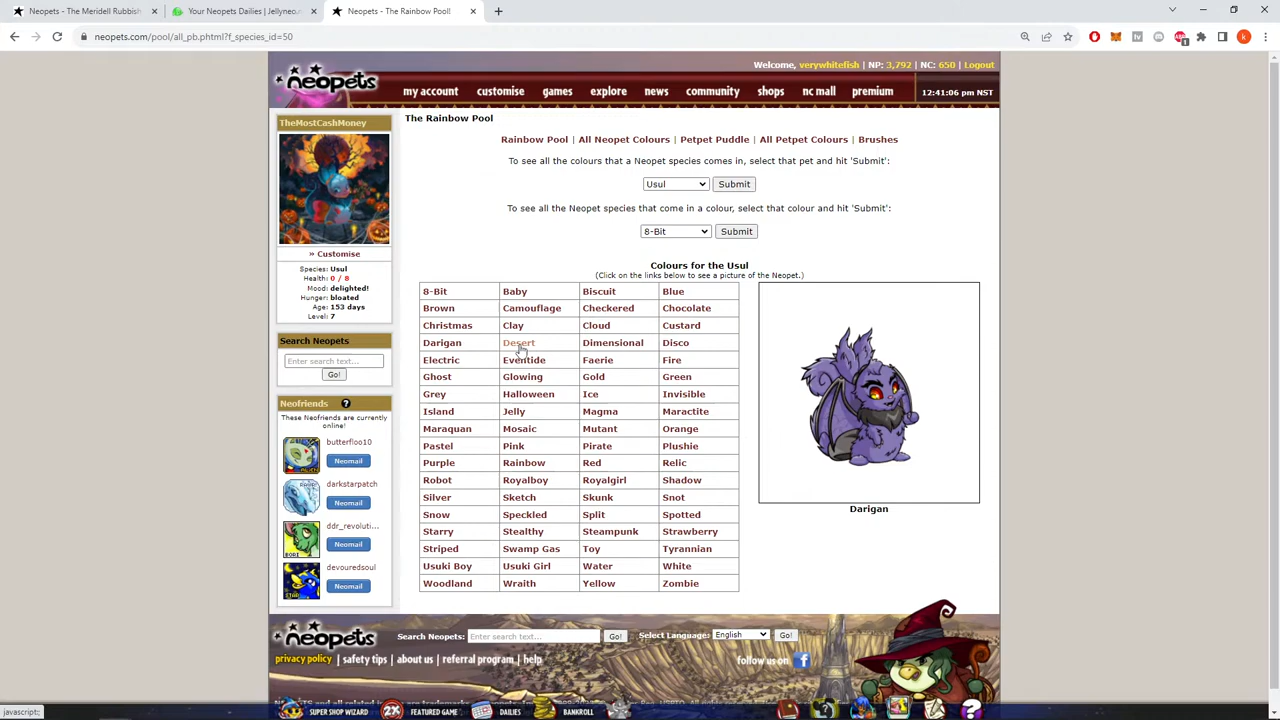 Neopets - The Meridell Rubbish
Your Neopets Dailies | Jellyneo.
Neopets - The Rainbow Pool!
neopets.com/pool/all_pb.phtml?f_species_id=50
Welcome, verywhitefish | NP: 3,792 | NC: 650 | Logout
neopets
my account customise games explore news community shops nc mall premium
12:41:06 pm NST
TheMostCashMoney
» Customise
Species: Usul
Health: 0 / 8
Mood: delighted!
Hunger: bloated
Age: 153 days
Level: 7
Search Neopets
Enter search text...
Go!
Neofriends ?
These Neofriends are currently
online!
butterfloo10
Neomail
darkstarpatch
Neomail
ddr_revoluti...
Neomail
devouredsoul
Neomail
The Rainbow Pool
Rainbow Pool | All Neopet Colours | Petpet Puddle | All Petpet Colours | Brushes
To see all the colours that a Neopet species comes in, select that pet and hit 'Submit':
Usul Submit
To see all the Neopet species that come in a colour, select that colour and hit 'Submit':
8-Bit Submit
Colours for the Usul
(Click on the links below to see a picture of the Neopet.)
8-Bit Baby Biscuit Blue
Brown Camouflage Checkered Chocolate
Christmas Clay Cloud Custard
Darigan Desert Dimensional Disco
Electric Eventide Faerie Fire
Ghost Glowing Gold Green
Grey Halloween Ice Invisible
Island Jelly Magma Maractite
Maraquan Mosaic Mutant Orange
Pastel Pink Pirate Plushie
Purple Rainbow Red Relic
Robot Royalboy Royalgirl Shadow
Silver Sketch Skunk Snot
Snow Speckled Split Spotted
Starry Stealthy Steampunk Strawberry
Striped Swamp Gas Toy Tyrannian
Usuki Boy Usuki Girl Water White
Woodland Wraith Yellow Zombie
Darigan
neopets
Search Neopets: Enter search text... Go! Select Language: English Go!
privacy policy | safety tips | about us | referral program | help
follow us on f
SUPER SHOP WIZARD 2X FEATURED GAME DAILIES BANKROLL
javascript:;